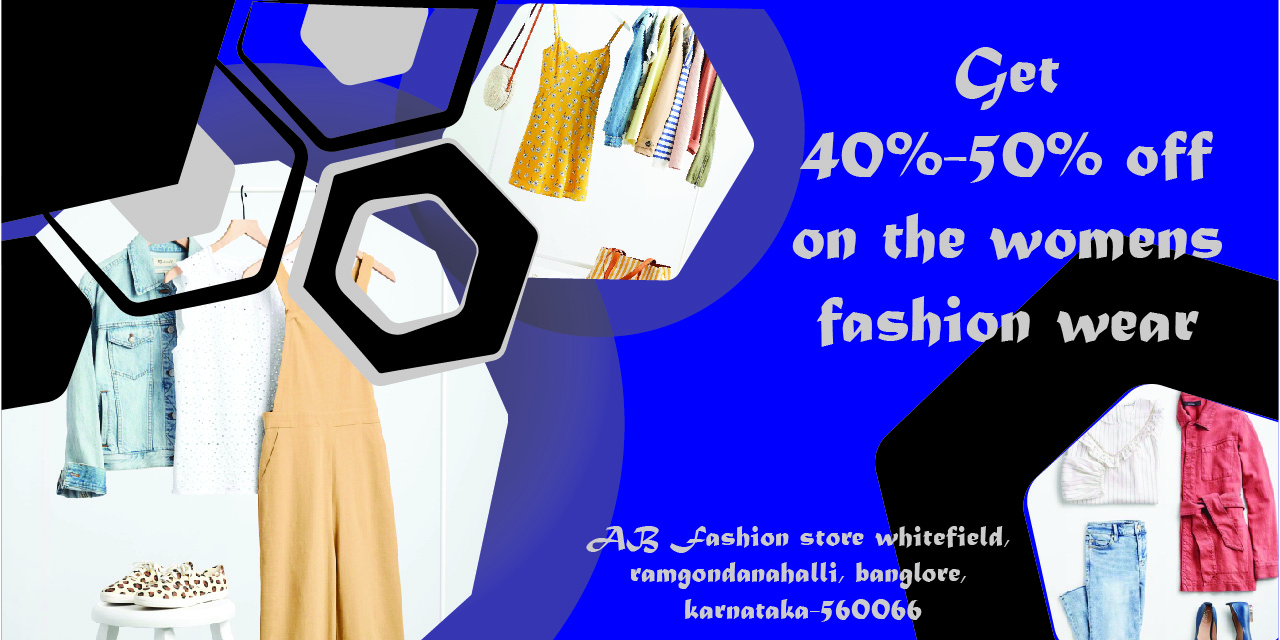 Get
40%-50% off
on the womens
fashion wear
AB Fashion store whitefield,
ramgondanahalli, banglore,
karnataka-560066